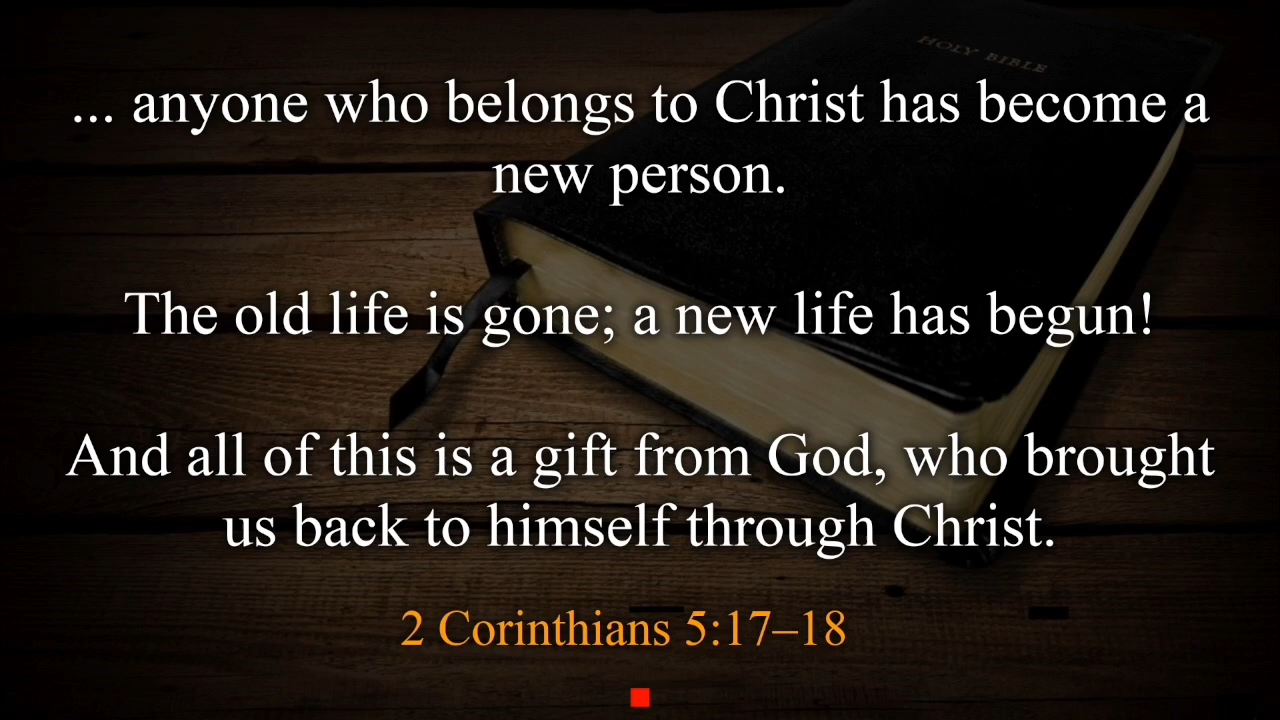 HOLY BIBLE
... anyone who belongs to Christ has become a
new person.
The old life is gone; a new life has begun!
And all of this is a gift from God, who brought
us back to himself through Christ.
2 Corinthians 5:17–18